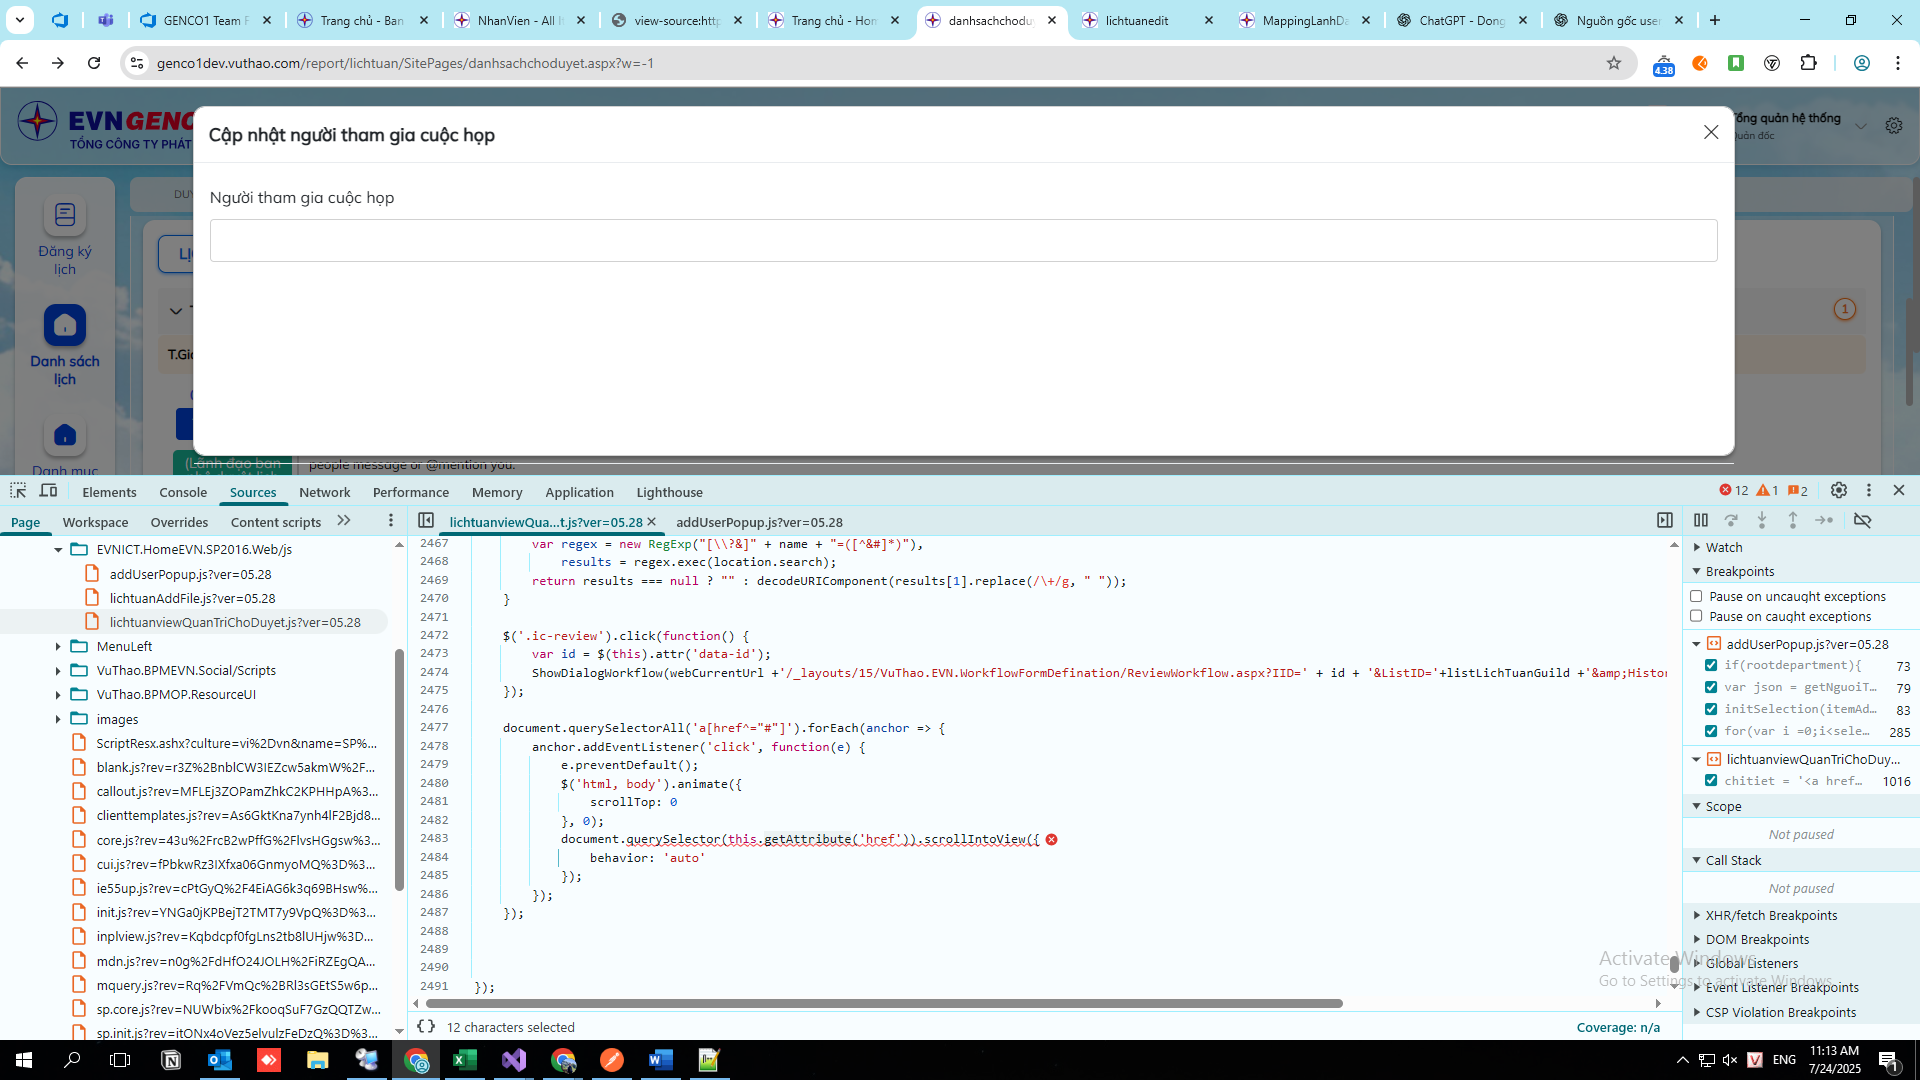 GENCO1 Team F
Trang chủ - Ban
NhanVien - All It
view-source:http
Trang chủ - Hom
danhsachchodu
lichtuanedit
MappingLanhDa
ChatGPT - Dong
Nguồn gốc user
genco1dev.vuthao.com/report/lichtuan/SitePages/danhsachchoduyet.aspx?w=-1
4.38
EVNGENCO
TỔNG CÔNG TY PHÁT
Cập nhật người tham gia cuộc họp
Tổng quản hệ thống
Quản đốc
Người tham gia cuộc họp
Đăng ký
lịch
Danh sách
lịch
Danh mục
DUY
T.Gia
1
(Lãnh đạo ban
people message or @mention you.
Elements
Console
Sources
Network
Performance
Memory
Application
Lighthouse
12
1
2
Page
Workspace
Overrides
Content scripts
lichtuanviewQua...t.js?ver=05.28
addUserPopup.js?ver=05.28
EVNICT.HomeEVN.SP2016.Web/js
addUserPopup.js?ver=05.28
lichtuanAddFile.js?ver=05.28
lichtuanviewQuanTriChoDuyet.js?ver=05.28
MenuLeft
VuThao.BPMEVN.Social/Scripts
VuThao.BPMOP.ResourceUI
images
ScriptResx.ashx?culture=vi%2Dvn&name=SP%...
blank.js?rev=r3Z%2BnblCW3IEZcw5akmW%2F...
callout.js?rev=MFLEj3ZOPamZhkC2KPHHpA%3...
clienttemplates.js?rev=As6GktKna7ynh4lF2Bjd8...
core.js?rev=43u%2FrcB2wPffG%2FlvsHGgsw%3...
cui.js?rev=fPbkwRz3IXfxa06GnmyoMQ%3D%3...
ie55up.js?rev=cPtGyQ%2F4EiAG6k3q69BHsw%...
init.js?rev=YNGa0jKPBejT2TMT7y9VpQ%3D%3...
inplview.js?rev=Kqbdcpf0fgLns2tb8lUHjw%3D...
mdn.js?rev=n0g%2FdHfO24JOLH%2FiRZEgQA...
mquery.js?rev=Rq%2FVmQc%2BRl3sGEtS5w6p...
sp.core.js?rev=NUWbix%2FkooqSuF7GzQQTZw...
sp.init.js?rev=itONx4oVez5elvulzFeDzQ%3D%3...
2467 var regex = new RegExp("[\\?&]" + name + "=([^&#]*)"),
2468 results = regex.exec(location.search);
2469 return results === null ? "" : decodeURIComponent(results[1].replace(/\+/g, " "));
2470 }
2471
2472 $('.ic-review').click(function() {
2473 var id = $(this).attr('data-id');
2474 ShowDialogWorkflow(webCurrentUrl +'/_layouts/15/VuThao.EVN.WorkflowFormDefination/ReviewWorkflow.aspx?IID=' + id + '&ListID='+listLichTuanGuild +'&amp;Histor
2475 });
2476
2477 document.querySelectorAll('a[href^="#"]').forEach(anchor => {
2478 anchor.addEventListener('click', function(e) {
2479 e.preventDefault();
2480 $('html, body').animate({
2481 scrollTop: 0
2482 }, 0);
2483 document.querySelector(this.getAttribute('href')).scrollIntoView({
2484 behavior: 'auto'
2485 });
2486 });
2487 });
2488
2489
2490
2491 });
12 characters selected
Coverage: n/a
Watch
Breakpoints
Pause on uncaught exceptions
Pause on caught exceptions
addUserPopup.js?ver=05.28
if(rootdepartment){ 73
var json = getNguoiT... 79
initSelection(itemAd... 83
for(var i =0;i<sele... 285
lichtuanviewQuanTriChoDuy...
chitiet = '<a href... 1016
Scope
Not paused
Call Stack
Not paused
XHR/fetch Breakpoints
DOM Breakpoints
Global Listeners
Event Listener Breakpoints
CSP Violation Breakpoints
Activate Windows
Go to Settings to activate Windows.
ENG
11:13 AM
7/24/2025
1